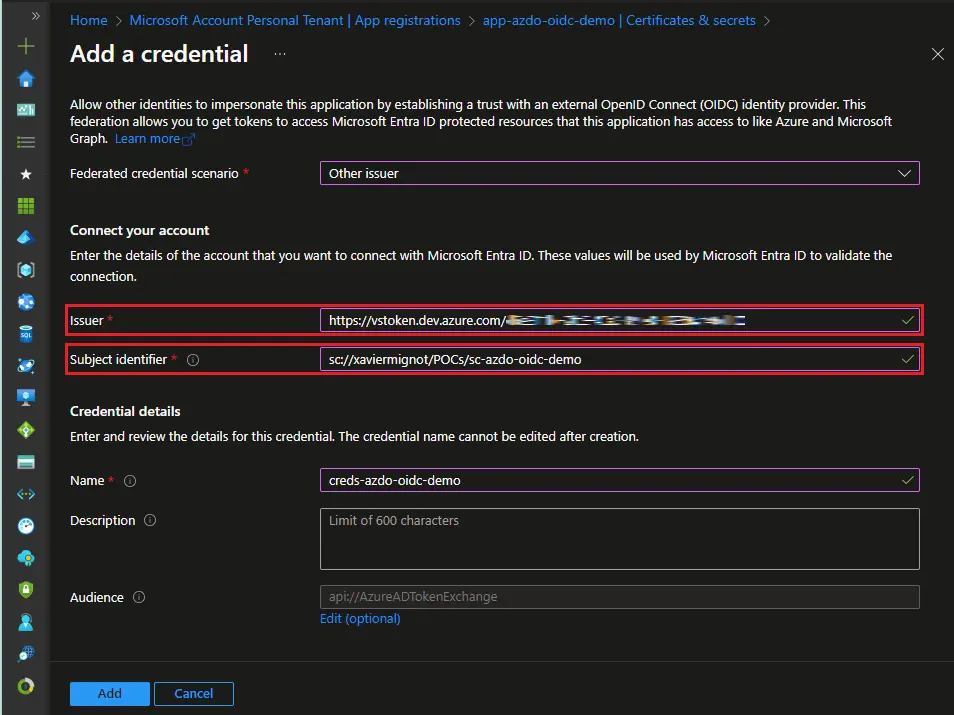 Home > Microsoft Account Personal Tenant | App registrations > app-azdo-oidc-demo | Certificates & secrets >
Add a credential ...
Allow other identities to impersonate this application by establishing a trust with an external OpenID Connect (OIDC) identity provider. This
federation allows you to get tokens to access Microsoft Entra ID protected resources that this application has access to like Azure and Microsoft
Graph. Learn more
Federated credential scenario * Other issuer
Connect your account
Enter the details of the account that you want to connect with Microsoft Entra ID. These values will be used by Microsoft Entra ID to validate the
connection.
Issuer * https://vstoken.dev.azure.com/
Subject identifier * sc://xaviermignot/POCs/sc-azdo-oidc-demo
Credential details
Enter and review the details for this credential. The credential name cannot be edited after creation.
Name * creds-azdo-oidc-demo
Description Limit of 600 characters
Audience api://AzureADTokenExchange
Edit (optional)
Add Cancel
SQL